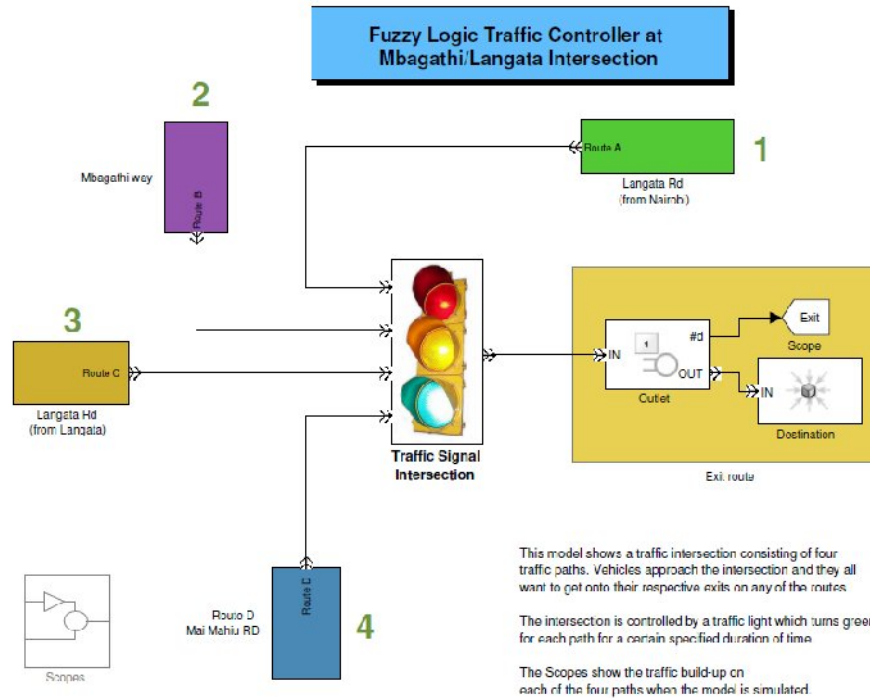 Fuzzy Logic Traffic Controller at
Mbagathi/Langata Intersection
2
1
Route A
Langata Rd
(from Nairobi)
Mbagathi way
Route B
3
Route C
Langata Rd
(from Langata)
Traffic Signal
Intersection
IN
1
#d
OUT
Outlet
Exit
Scope
IN
Destination
Exit route
Route D
Mai Mahiu RD
Route
4
Scopes
This model shows a traffic intersection consisting of four
traffic paths. Vehicles approach the intersection and they all
want to get onto their respective exits on any of the routes
The intersection is controlled by a traffic light which turns green
for each path for a certain specified duration of time
The Scopes show the traffic build-up on
each of the four paths when the model is simulated.